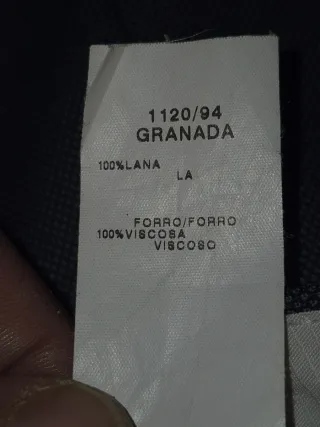 1120/94
GRANADA
100%LANA
LA
FORRO/FORRO
100%VISCOSA
VISCOSO